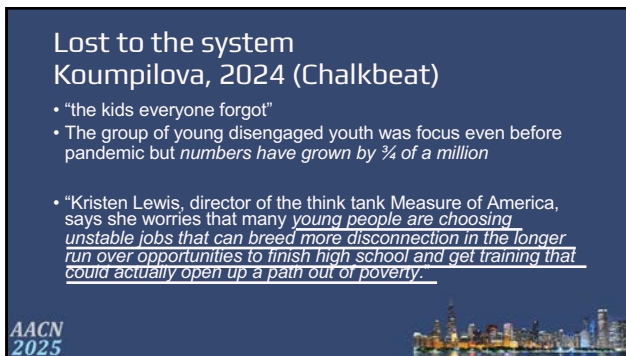 Lost to the system
Koumpilova, 2024 (Chalkbeat)
• “the kids everyone forgot”
• The group of young disengaged youth was focus even before
pandemic but numbers have grown by ¾ of a million
• “Kristen Lewis, director of the think tank Measure of America,
says she worries that many young people are choosing
unstable jobs that can breed more disconnection in the longer
run over opportunities to finish high school and get training that
could actually open up a path out of poverty.”
AACN
2025